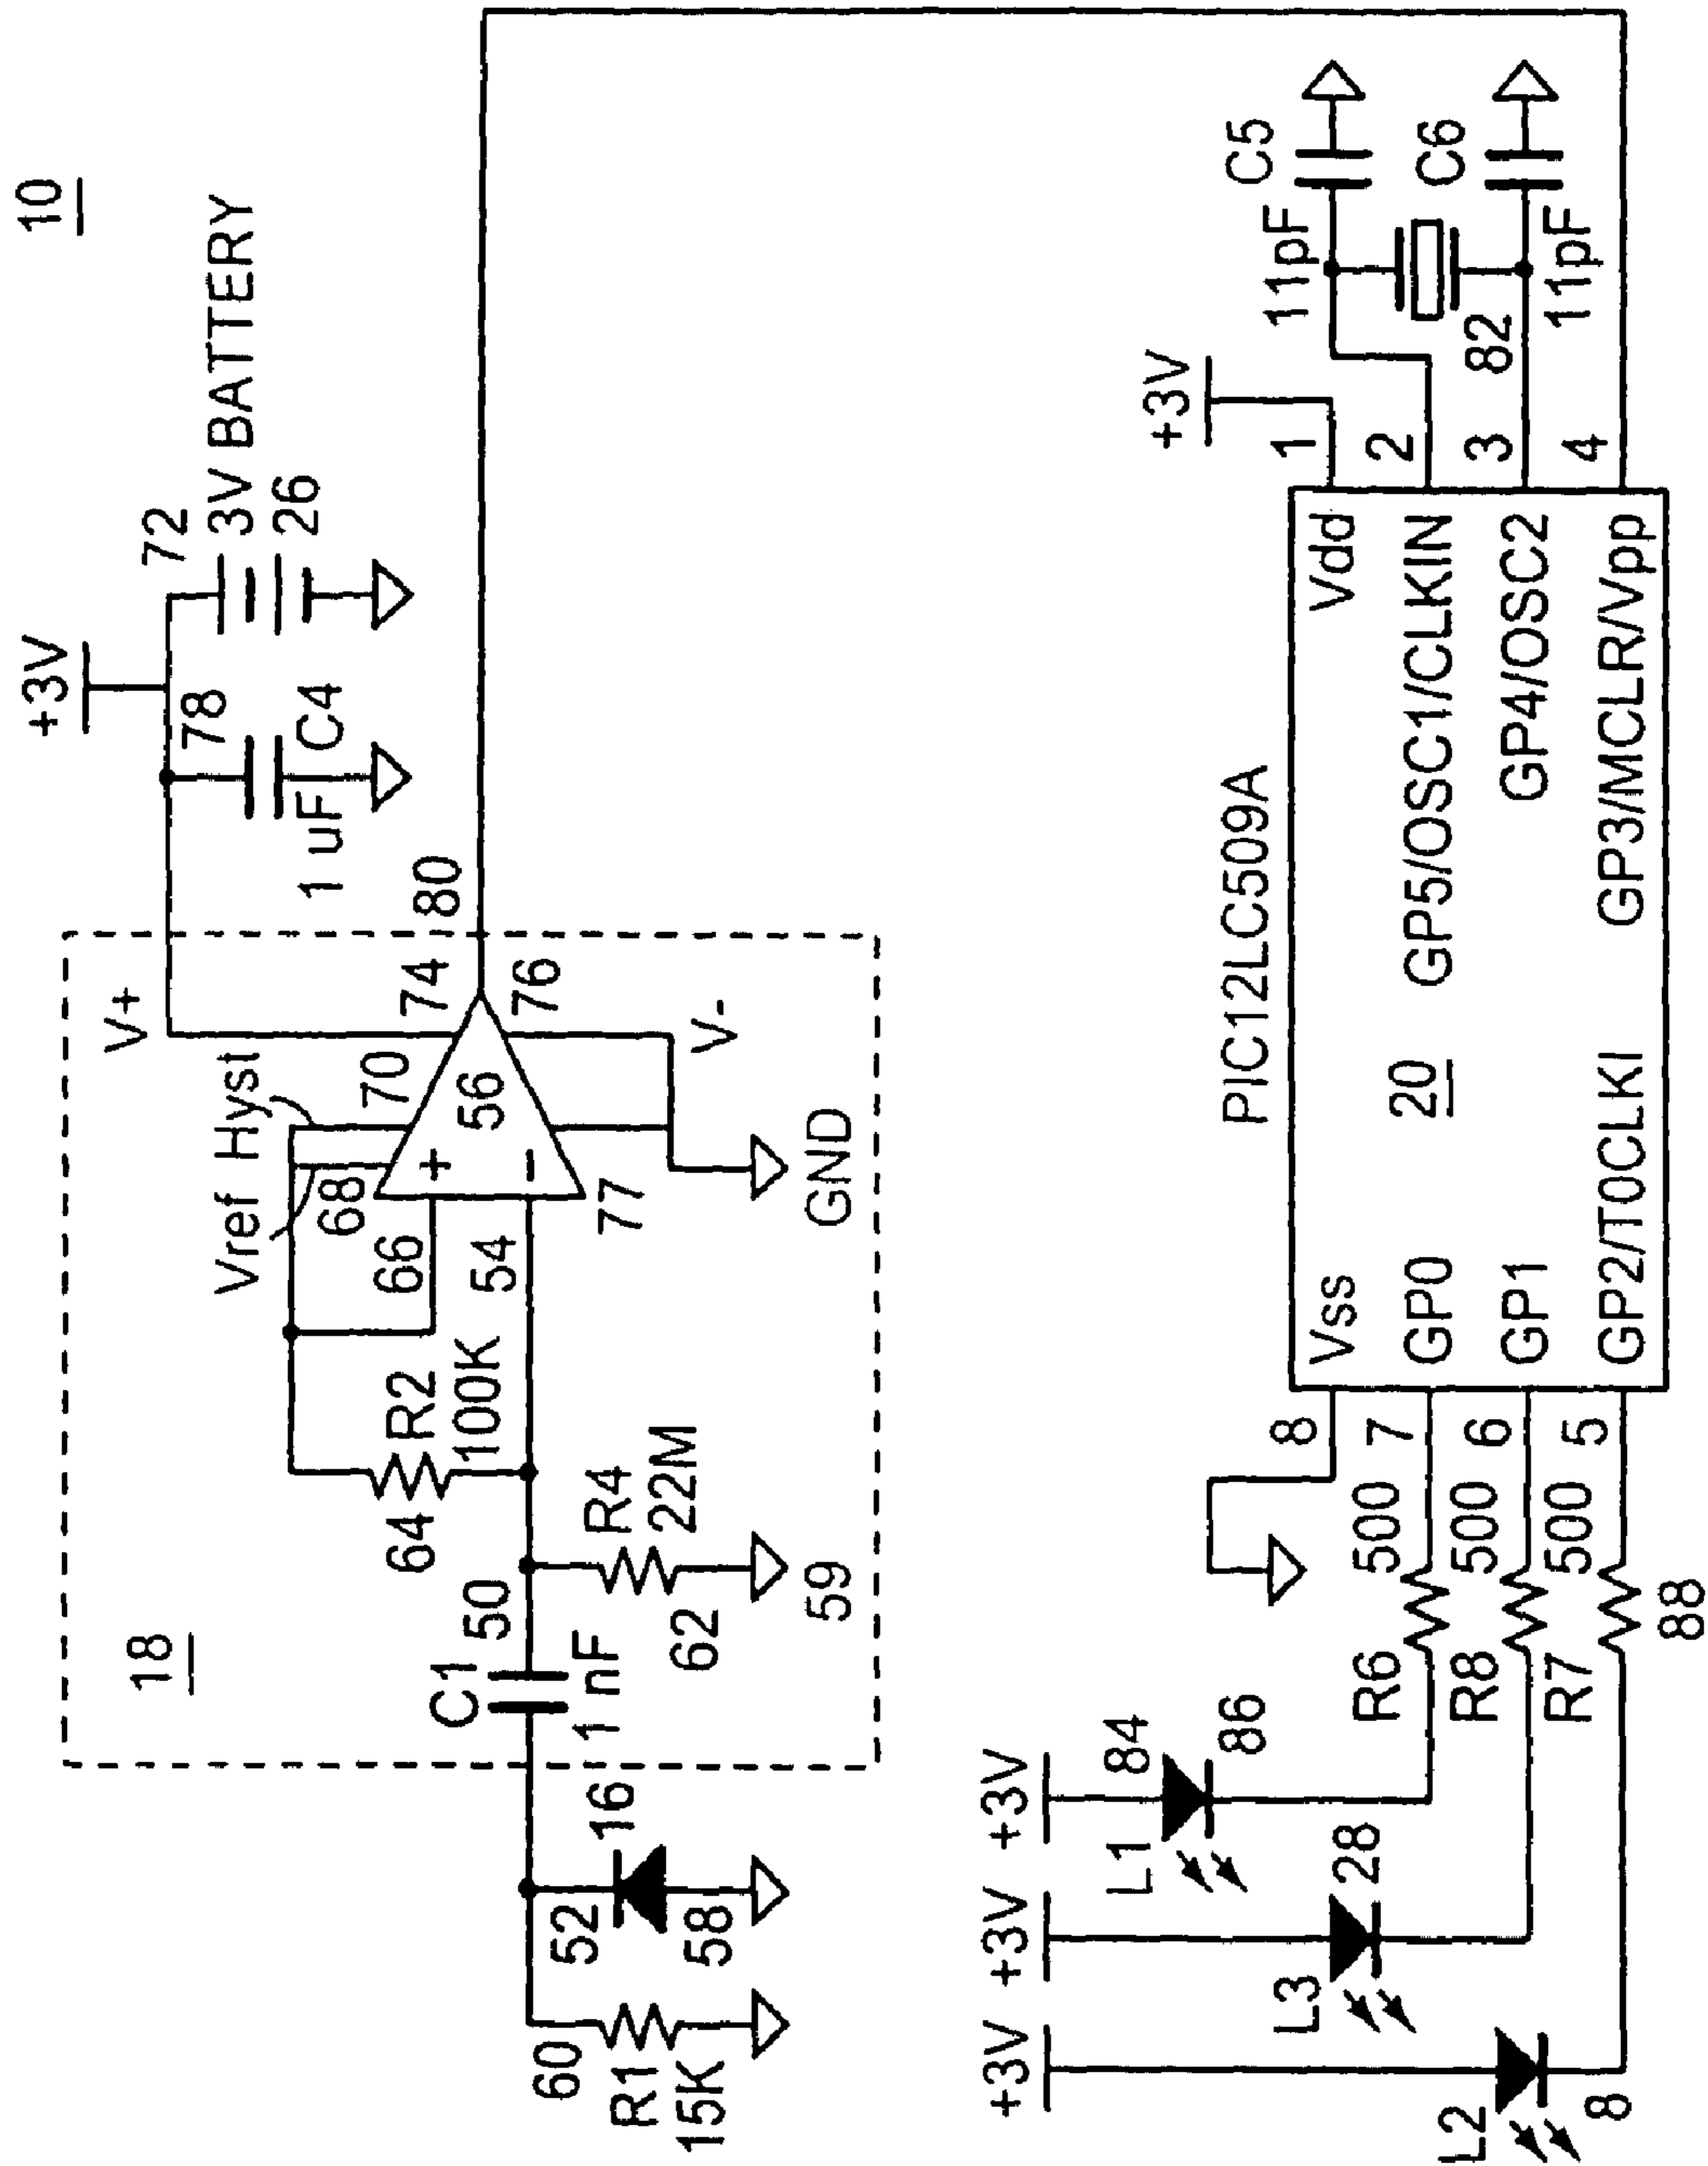 10
+3V
72
3V BATTERY
26
78
1 uF C4
18
V+
Vref Hyst
70
74
80
68
66
+
56
-
54
76
77
V-
GND
R2
100K
64
C1
50
1 nF
R4
22M
62
59
16
52
58
60
R1
15K
PIC12LC509A
20
Vss
Vdd
GP0
GP5/OSC1/CLKIN
GP1
GP4/OSC2
GP2/T0CLKI
GP3/MCLR/Vpp
+3V
1
2
3
4
11pF
C5
82
11pF
C6
8
7
6
5
500
500
500
R6
R8
R7
88
+3V
+3V
+3V
L1
84
86
L3
28
L2
8